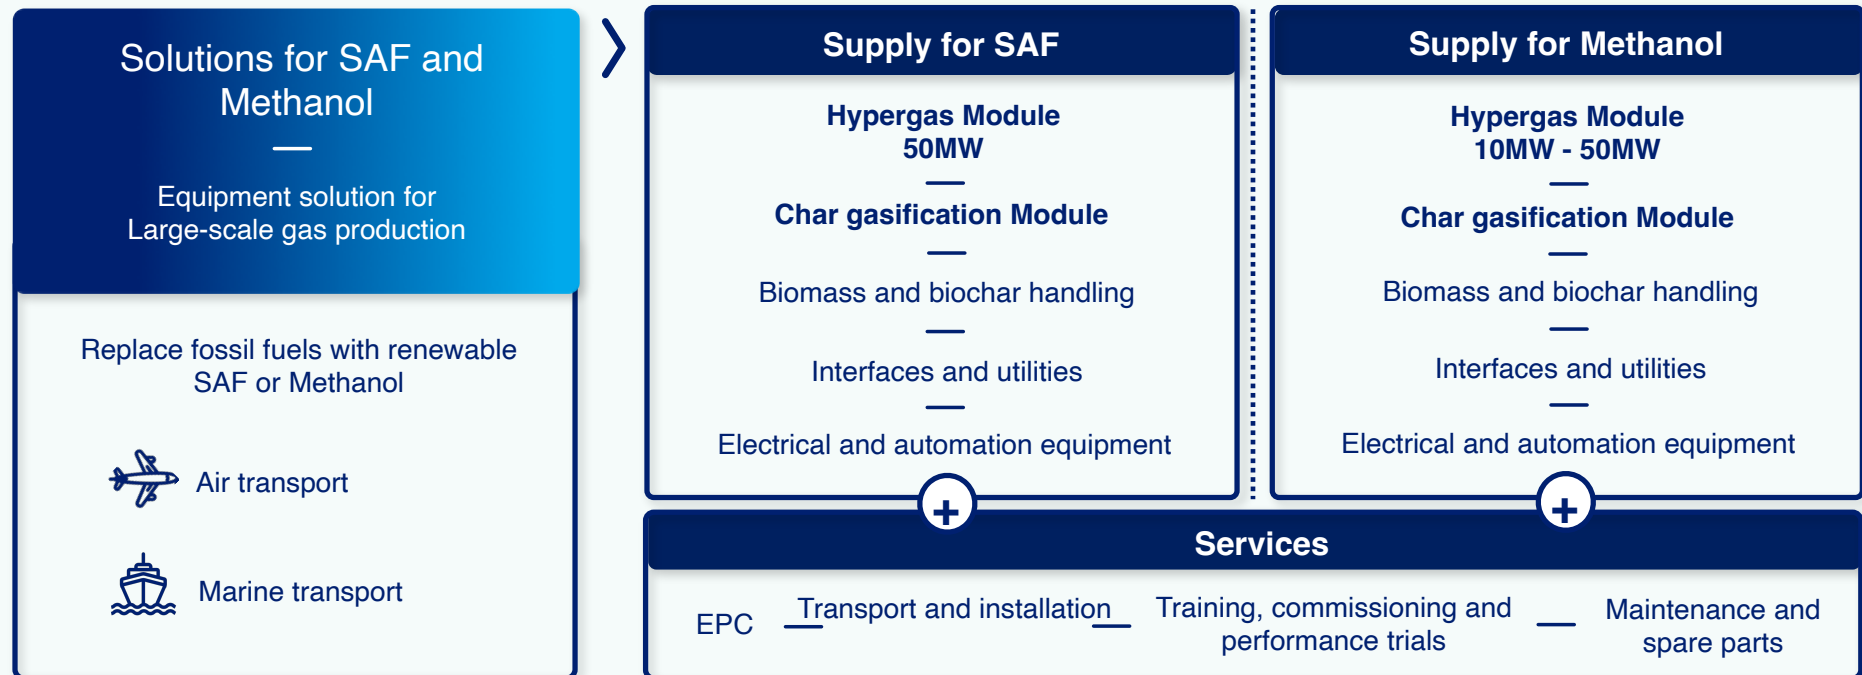 Solutions for SAF and
Methanol
Equipment solution for
Large-scale gas production
Replace fossil fuels with renewable
SAF or Methanol
Air transport
Marine transport
Supply for SAF
Hypergas Module
50MW
Char gasification Module
Biomass and biochar handling
Interfaces and utilities
Electrical and automation equipment
+
Supply for Methanol
Hypergas Module
10MW - 50MW
Char gasification Module
Biomass and biochar handling
Interfaces and utilities
Electrical and automation equipment
+
Services
EPC
Transport and installation
Training, commissioning and
performance trials
Maintenance and
spare parts